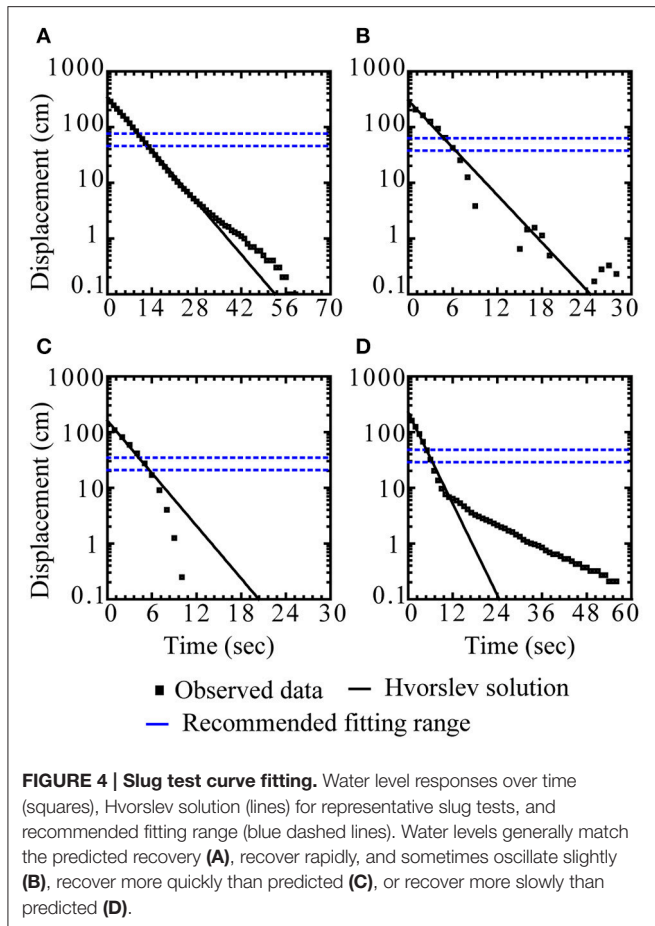 A
B
1000
100
10
1
0.1
Displacement (cm)
0 14 28 42 56 70
1000
100
10
1
0.1
0 6 12 18 24 30
C
D
1000
100
10
1
0.1
Displacement (cm)
0 6 12 18 24 30
Time (sec)
1000
100
10
1
0.1
0 12 24 36 48 60
Time (sec)
Observed data
Hvorslev solution
Recommended fitting range
FIGURE 4 | Slug test curve fitting. Water level responses over time
(squares), Hvorslev solution (lines) for representative slug tests, and
recommended fitting range (blue dashed lines). Water levels generally match
the predicted recovery (A), recover rapidly, and sometimes oscillate slightly
(B), recover more quickly than predicted (C), or recover more slowly than
predicted (D).